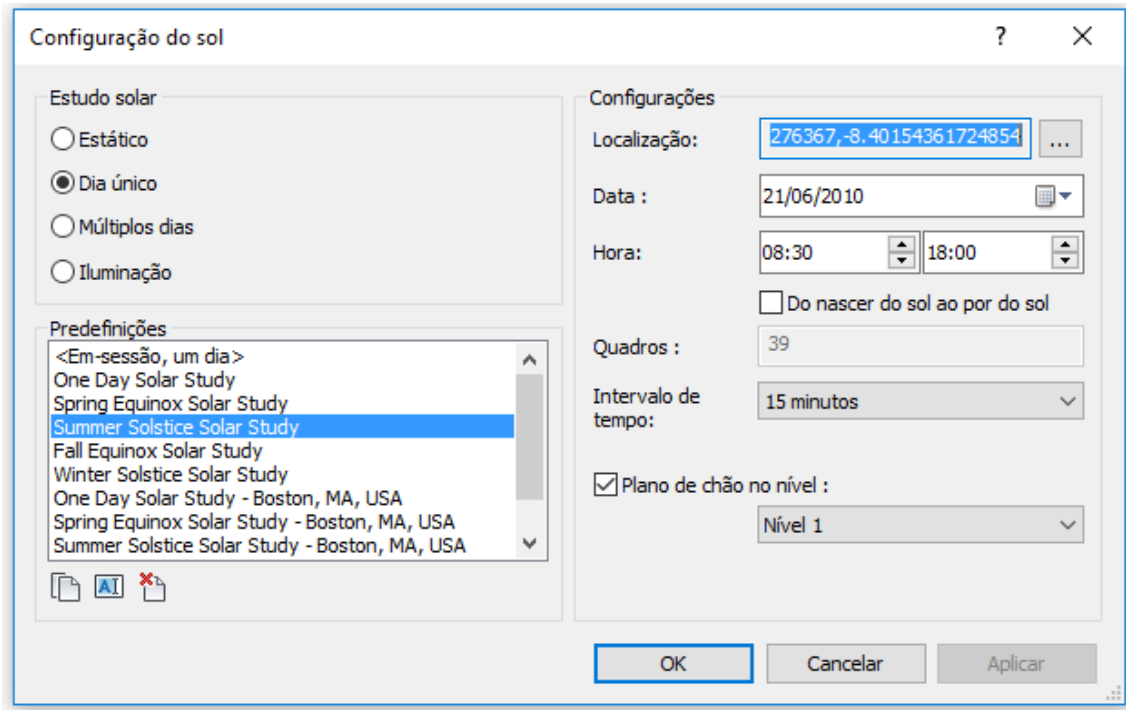 Configuração do sol
Estudo solar
Estático
Dia único
Múltiplos dias
Iluminação
Predefinições
<Em-sessão, um dia>
One Day Solar Study
Spring Equinox Solar Study
Summer Solstice Solar Study
Fall Equinox Solar Study
Winter Solstice Solar Study
One Day Solar Study - Boston, MA, USA
Spring Equinox Solar Study - Boston, MA, USA
Summer Solstice Solar Study - Boston, MA, USA
Configurações
Localização: 276367,-8.40154361724854 ...
Data : 21/06/2010
Hora: 08:30 18:00
Do nascer do sol ao por do sol
Quadros : 39
Intervalo de
tempo: 15 minutos
Plano de chão no nível :
Nível 1
OK Cancelar Aplicar